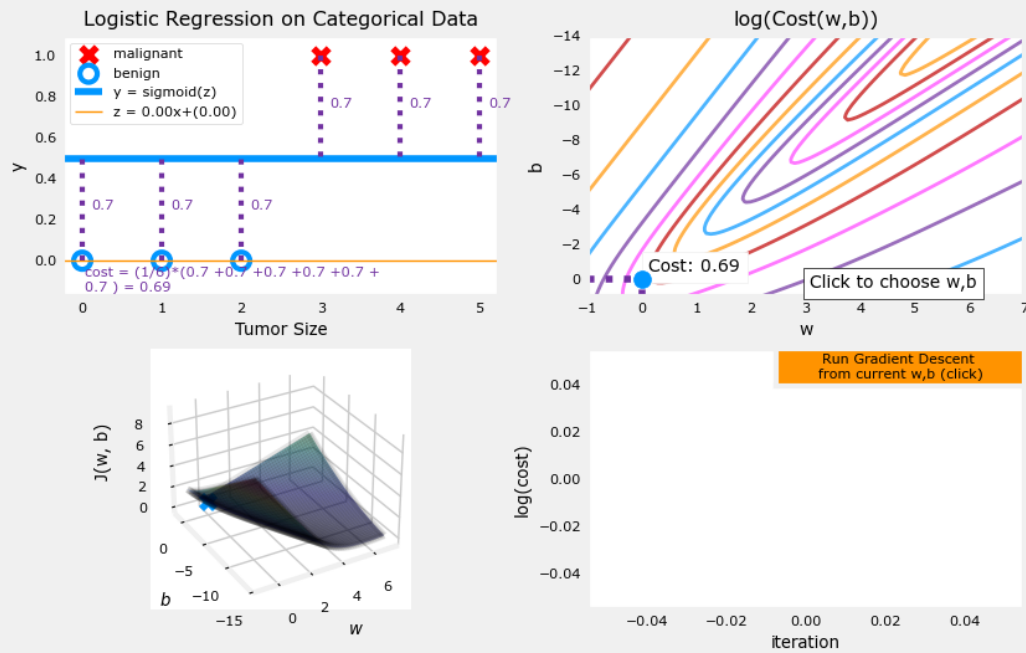 Logistic Regression on Categorical Data
1.0
0.8
0.6
0.4
0.2
0.0
y
malignant
benign
y = sigmoid(z)
z = 0.00x+(0.00)
0.7
0.7
0.7
0.7
0.7
0.7
cost = (1/6)*(0.7 +0.7 +0.7 +0.7 +0.7 +
0.7 ) = 0.69
0 1 2 3 4 5
Tumor Size
log(Cost(w,b))
−14
−12
−10
−8
−6
−4
−2
0
b
Cost: 0.69
Click to choose w,b
−1 0 1 2 3 4 5 6 7
w
J(w, b)
8
6
4
2
0
0
−5
−10
−15
b
0
2
4
6
w
Run Gradient Descent
from current w,b (click)
0.04
0.02
0.00
−0.02
−0.04
log(cost)
−0.04 −0.02 0.00 0.02 0.04
iteration